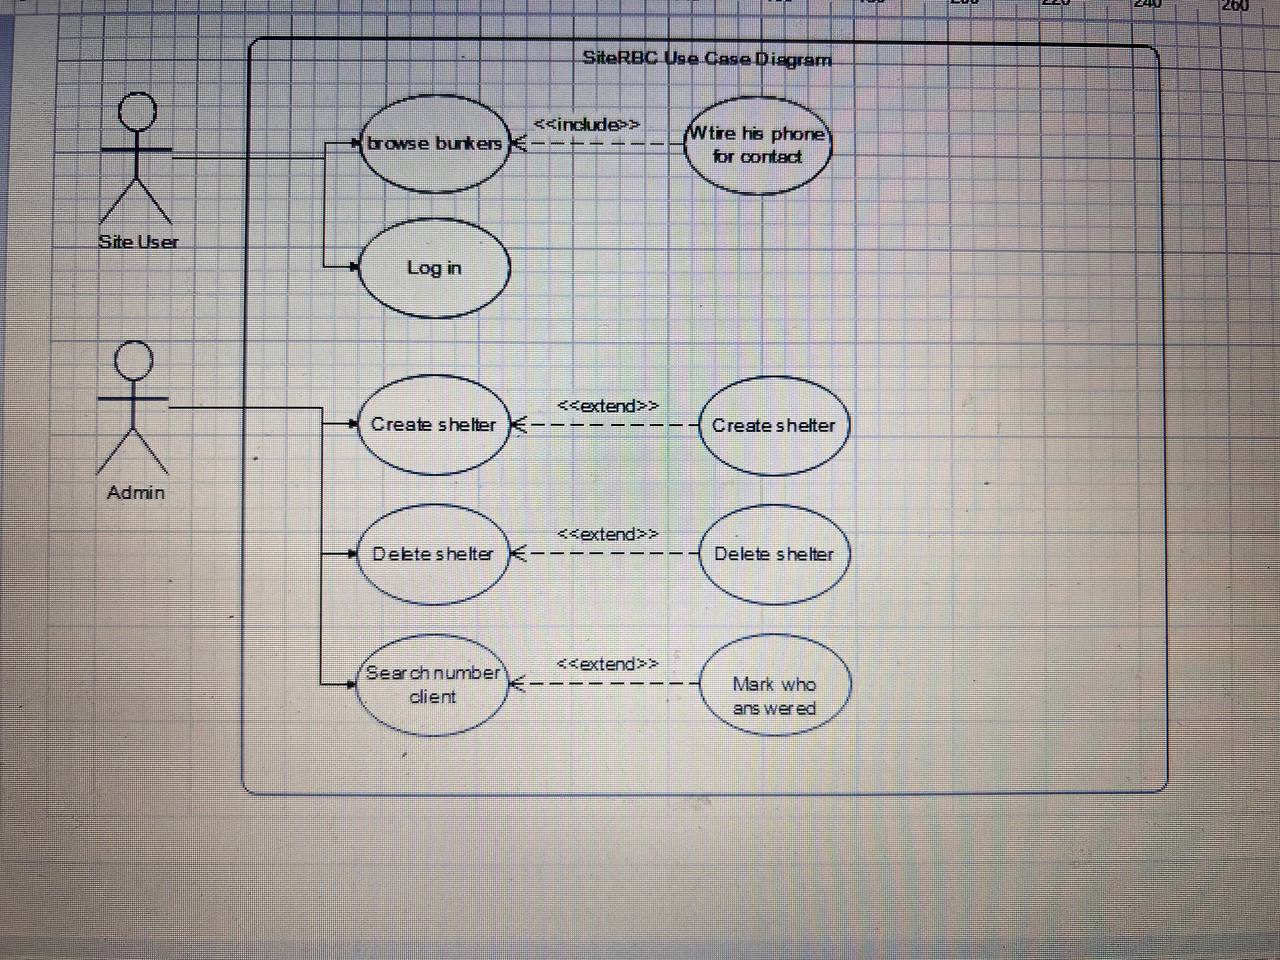 240
260
SiteRBC Use Case Diagram
<<include>>
browse bunkers
Wtire his phone
for contact
Site User
Log in
<<extend>>
Create shelter
Create shelter
Admin
<<extend>>
Delete shelter
Delete shelter
<<extend>>
Search number
client
Mark who
answered